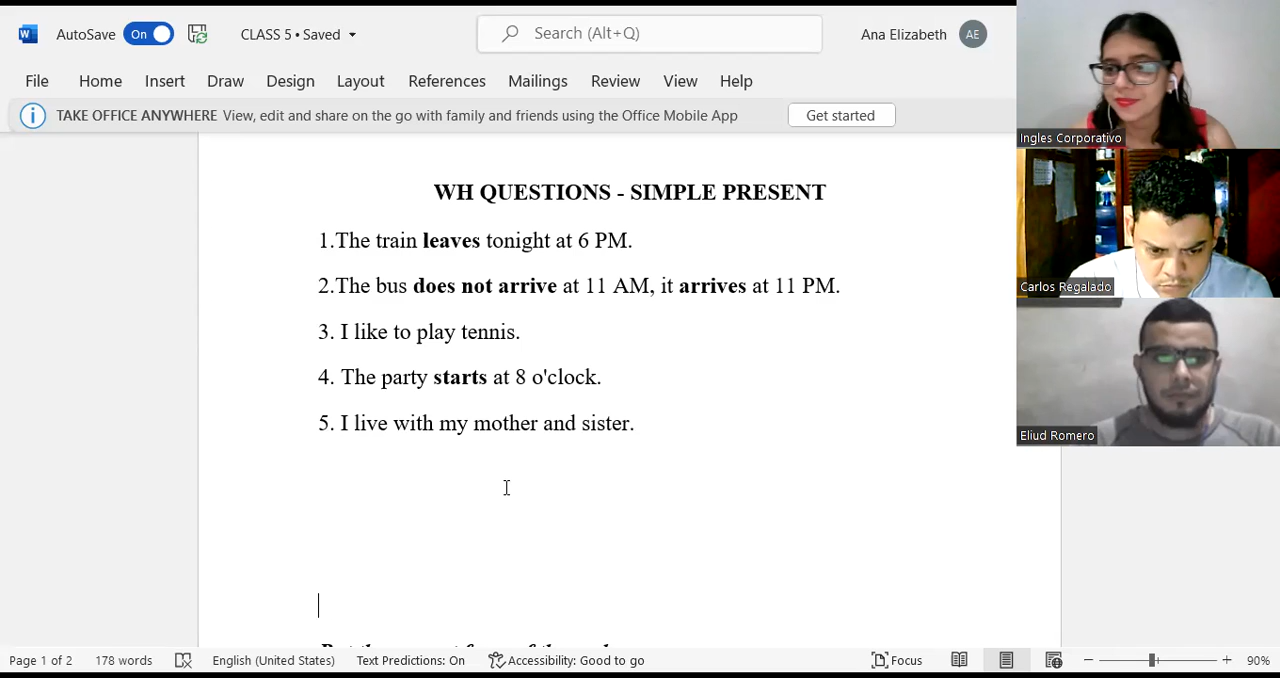 AutoSave On CLASS 5 • Saved Search (Alt+Q) Ana Elizabeth AE
File Home Insert Draw Design Layout References Mailings Review View Help
TAKE OFFICE ANYWHERE View, edit and share on the go with family and friends using the Office Mobile App Get started
Ingles Corporativo
WH QUESTIONS - SIMPLE PRESENT
1.The train leaves tonight at 6 PM.
2.The bus does not arrive at 11 AM, it arrives at 11 PM.
Carlos Regalado
3. I like to play tennis.
4. The party starts at 8 o'clock.
5. I live with my mother and sister.
Eliud Romero
Page 1 of 2 178 words English (United States) Text Predictions: On Accessibility: Good to go Focus 90%